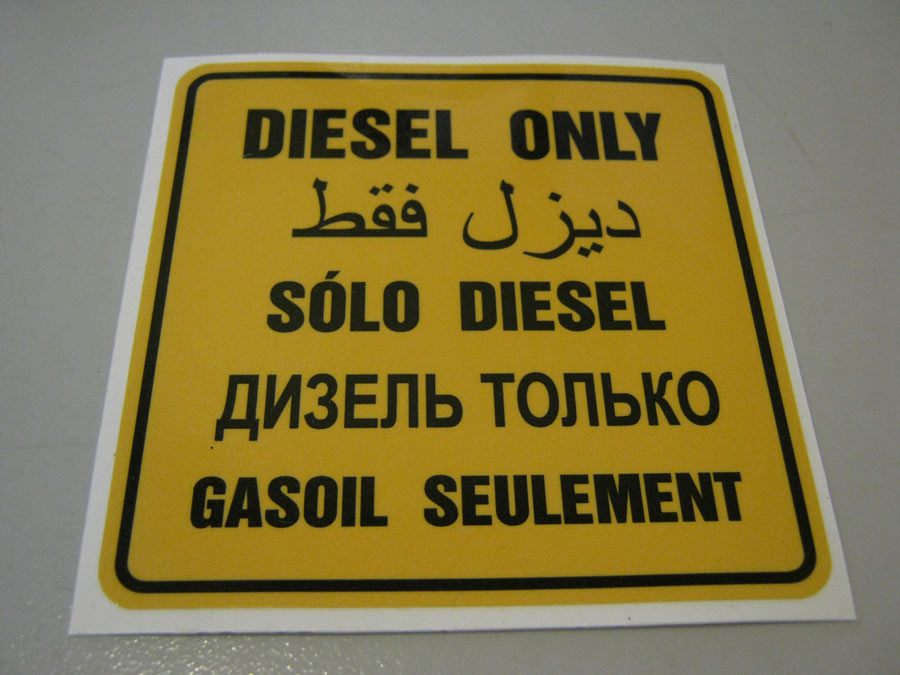 DIESEL ONLY
ديزل فقط
SÓLO DIESEL
ДИЗЕЛЬ ТОЛЬКО
GASOIL SEULEMENT